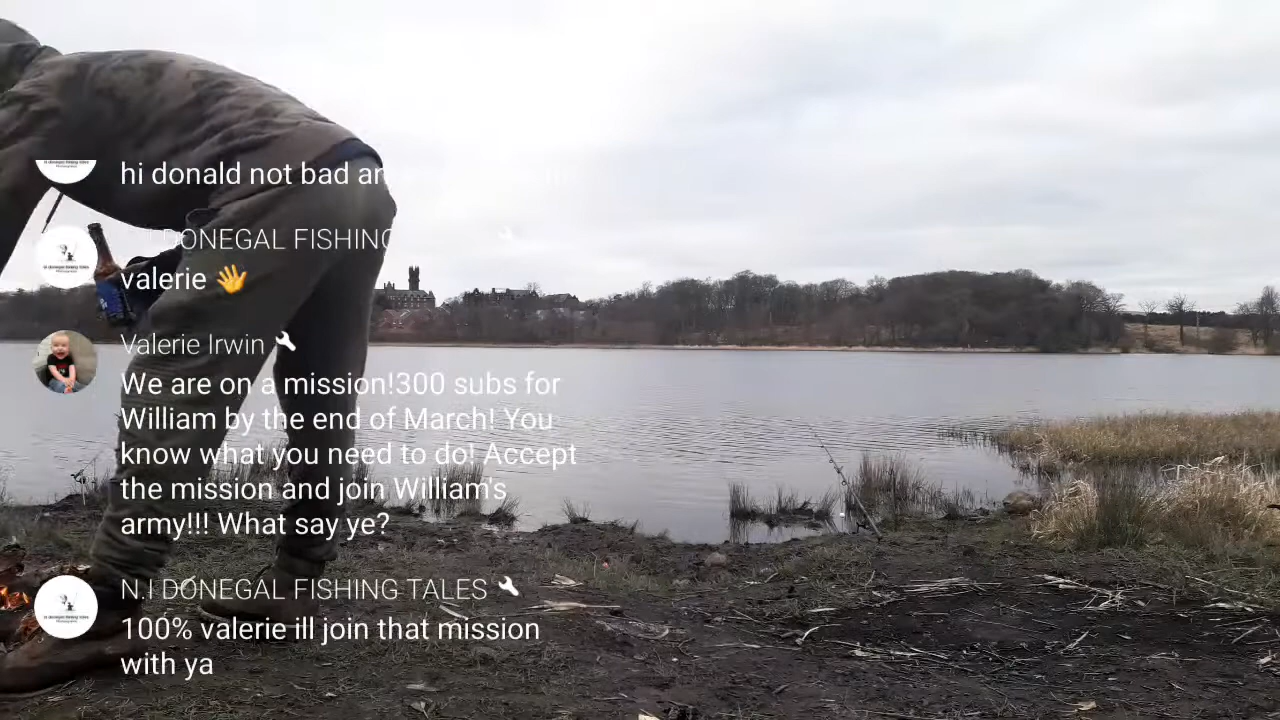 hi donald not bad
DONEGAL FISHING
valerie 👋
Valerie Irwin
We are on a mission!300 subs for
William by the end of March! You
know what you need to do! Accept
the mission and join William's
army!!! What say ye?
N.I DONEGAL FISHING TALES
100% valerie ill join that mission
with ya